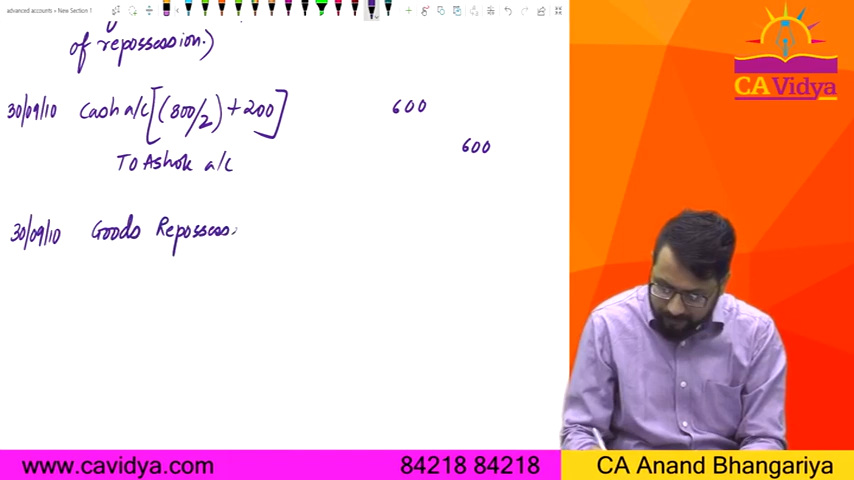 advanced accounts › New Section 1
of repossession.)
30/09/10 Cash a/c [(800/2) + 200] 600
To Ashok a/c 600
30/09/10 Goods Repossess
CA Vidya
www.cavidya.com 84218 84218 CA Anand Bhangariya